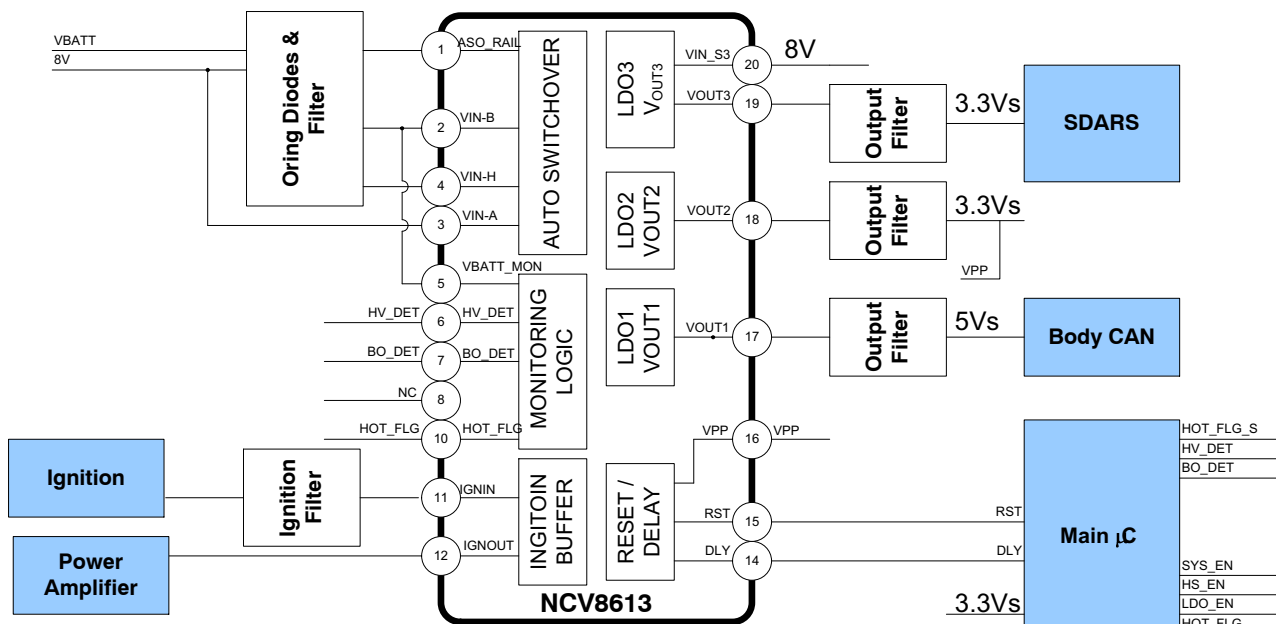 VBATT
8V
Oring Diodes &
Filter
1
ASO_RAIL
2
VIN-B
4
VIN-H
3
VIN-A
AUTO SWITCHOVER
5
VBATT_MON
HV_DET
6
HV_DET
BO_DET
7
BO_DET
NC
8
HOT_FLG
10
HOT_FLG
MONITORING
LOGIC
Ignition
Ignition
Filter
11
IGNIN
Power
Amplifier
12
IGNOUT
INGITOIN
BUFFER
NCV8613
LDO3
VOUT3
VIN_S3
20
8V
VOUT3
19
Output
Filter
3.3Vs
SDARS
LDO2
VOUT2
VOUT2
18
Output
Filter
3.3Vs
VPP
LDO1
VOUT1
VOUT1
17
Output
Filter
5Vs
Body CAN
RESET /
DELAY
VPP
16
VPP
RST
15
RST
DLY
14
DLY
3.3Vs
Main µC
HOT_FLG_S
HV_DET
BO_DET
SYS_EN
HS_EN
LDO_EN
HOT_FLG